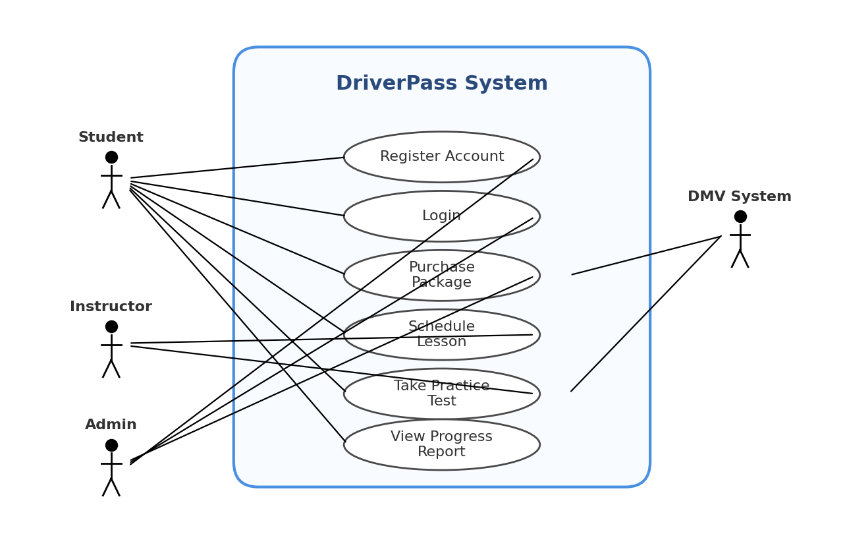 DriverPass System
Student
Register Account
DMV System
Login
Purchase
Package
Instructor
Schedule
Lesson
Take Practice
Test
Admin
View Progress
Report